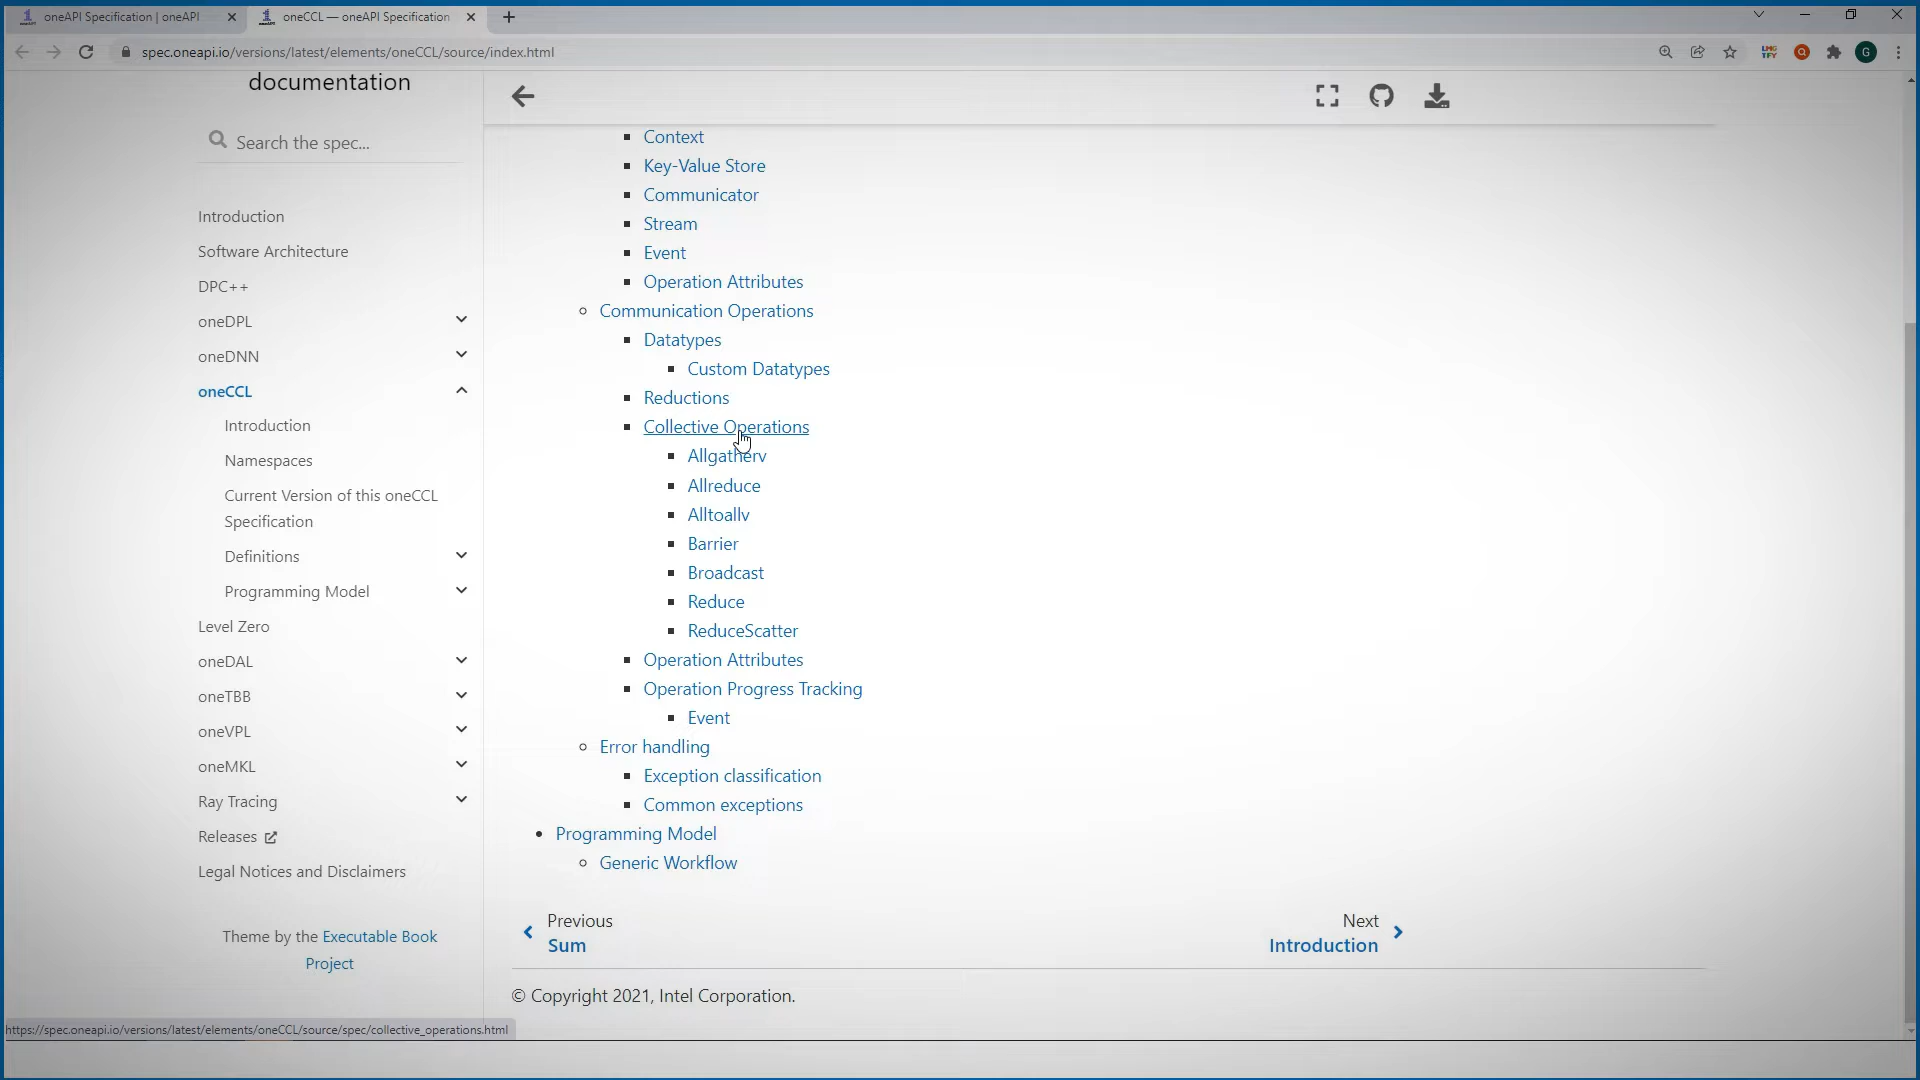 oneAPI Specification | oneAPI
oneCCL — oneAPI Specification
spec.oneapi.io/versions/latest/elements/oneCCL/source/index.html
G
documentation
Search the spec...
Introduction
Software Architecture
DPC++
oneDPL
oneDNN
oneCCL
Introduction
Namespaces
Current Version of this oneCCL
Specification
Definitions
Programming Model
Level Zero
oneDAL
oneTBB
oneVPL
oneMKL
Ray Tracing
Releases
Legal Notices and Disclaimers
Theme by the Executable Book
Project
Context
Key-Value Store
Communicator
Stream
Event
Operation Attributes
Communication Operations
Datatypes
Custom Datatypes
Reductions
Collective Operations
Allgatherv
Allreduce
Alltoallv
Barrier
Broadcast
Reduce
ReduceScatter
Operation Attributes
Operation Progress Tracking
Event
Error handling
Exception classification
Common exceptions
Programming Model
Generic Workflow
Previous
Sum
Next
Introduction
© Copyright 2021, Intel Corporation.
https://spec.oneapi.io/versions/latest/elements/oneCCL/source/spec/collective_operations.html